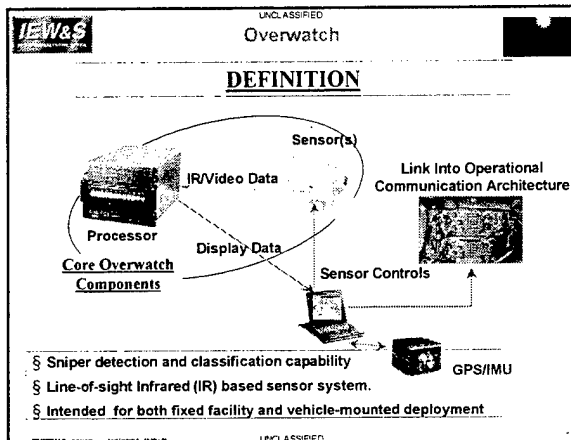 UNCLASSIFIED
IEW&S
Overwatch
DEFINITION
Sensor(s)
IR/Video Data
Link Into Operational
Communication Architecture
Processor
Display Data
Core Overwatch
Components
Sensor Controls
GPS/IMU
§ Sniper detection and classification capability
§ Line-of-sight Infrared (IR) based sensor system.
§ Intended for both fixed facility and vehicle-mounted deployment
UNCLASSIFIED